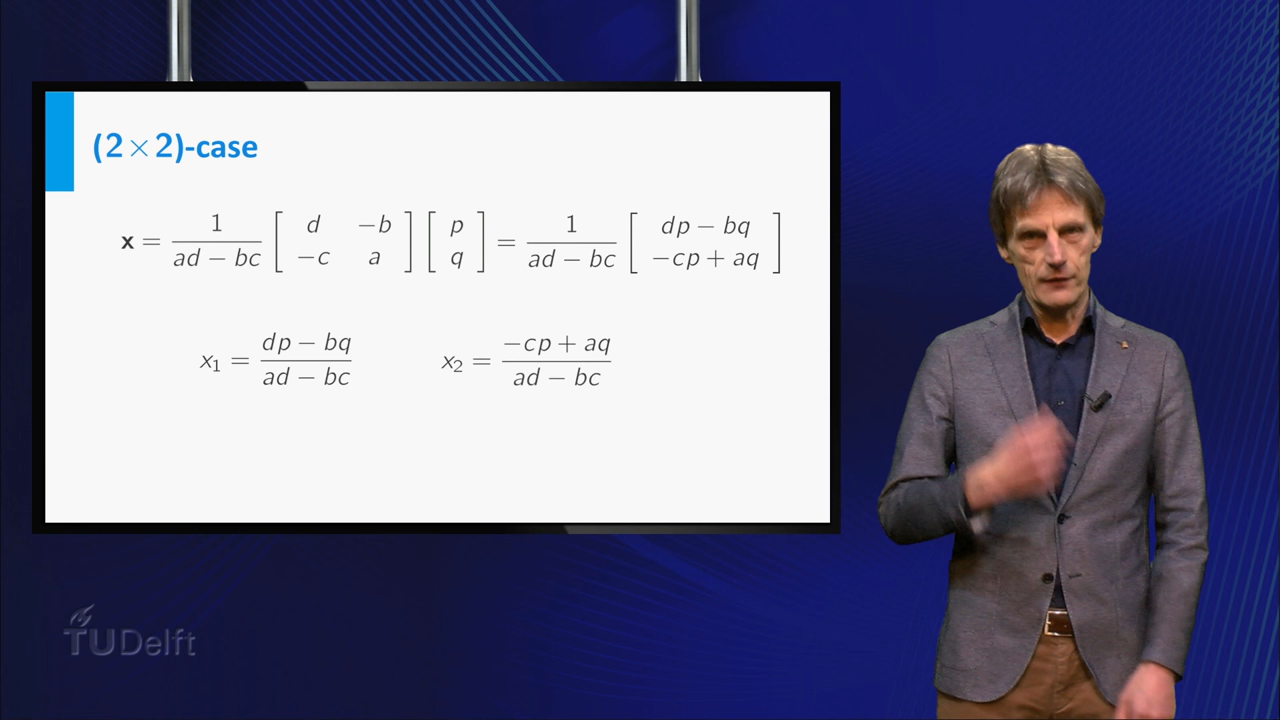 (2 × 2)-case
x = 1/(ad − bc) [ d −b ; −c a ] [ p ; q ] = 1/(ad − bc) [ dp − bq ; −cp + aq ]
x₁ = (dp − bq)/(ad − bc) x₂ = (−cp + aq)/(ad − bc)
TUDelft